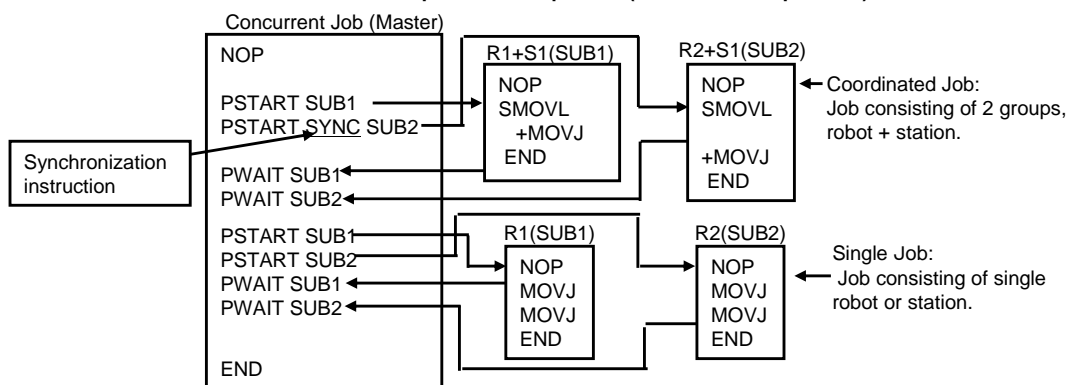 Concurrent Job (Master)
NOP
PSTART SUB1
PSTART SYNC SUB2
PWAIT SUB1
PWAIT SUB2
PSTART SUB1
PSTART SUB2
PWAIT SUB1
PWAIT SUB2
END
Synchronization
instruction
R1+S1(SUB1)
NOP
SMOVL
+MOVJ
END
R2+S1(SUB2)
NOP
SMOVL
+MOVJ
END
Coordinated Job:
Job consisting of 2 groups,
robot + station.
R1(SUB1)
NOP
MOVJ
MOVJ
END
R2(SUB2)
NOP
MOVJ
MOVJ
END
Single Job:
Job consisting of single
robot or station.